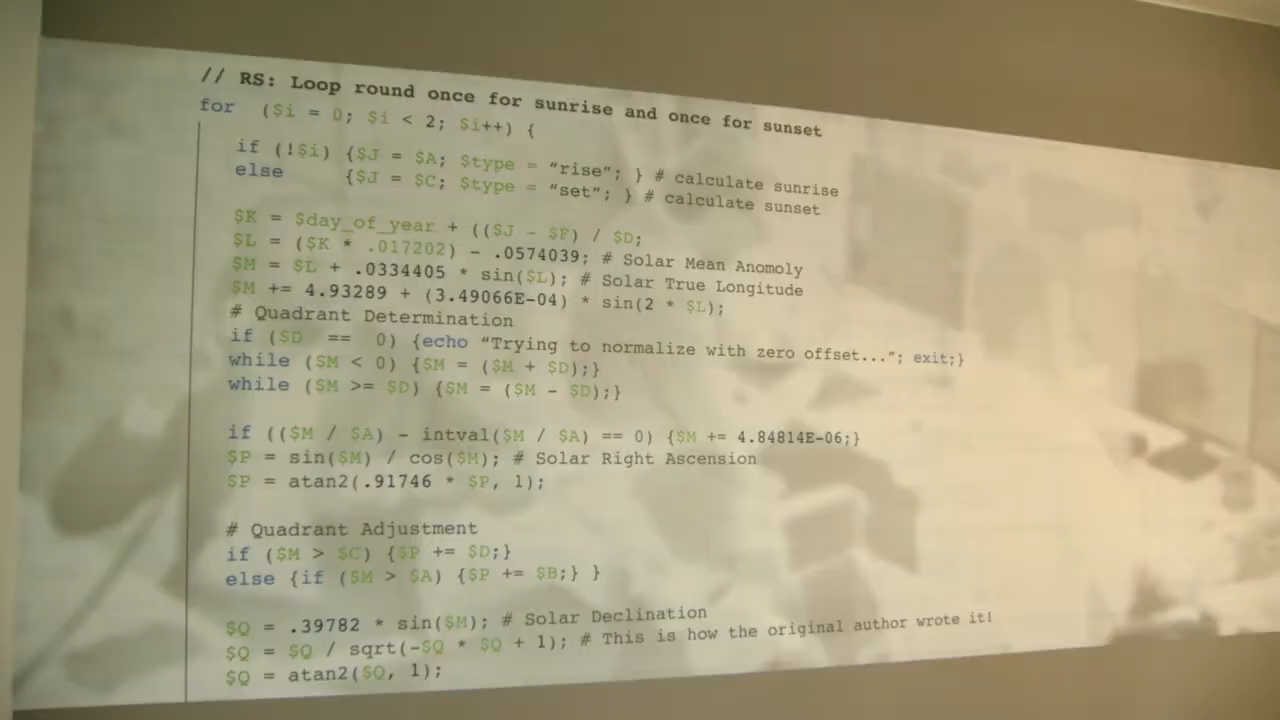 // RS: Loop round once for sunrise and once for sunset
for ($i = 0; $i < 2; $i++) {
if (!$i) {$J = $A; $type = “rise”; } # calculate sunrise
else {$J = $C; $type = “set”; } # calculate sunset
$K = $day_of_year + (($J - $F) / $D;
$L = ($K * .017202) - .0574039; # Solar Mean Anomoly
$M = $L + .0334405 * sin($L); # Solar True Longitude
$M += 4.93289 + (3.49066E-04) * sin(2 * $L);
# Quadrant Determination
if ($D == 0) {echo “Trying to normalize with zero offset...”; exit;}
while ($M < 0) {$M = ($M + $D);}
while ($M >= $D) {$M = ($M - $D);}
if (($M / $A) - intval($M / $A) == 0) {$M += 4.84814E-06;}
$P = sin($M) / cos($M); # Solar Right Ascension
$P = atan2(.91746 * $P, 1);
# Quadrant Adjustment
if ($M > $C) {$P += $D;}
else {if ($M > $A) {$P += $B;} }
$Q = .39782 * sin($M); # Solar Declination
$Q = $Q / sqrt(-$Q * $Q + 1); # This is how the original author wrote it!
$Q = atan2($Q, 1);